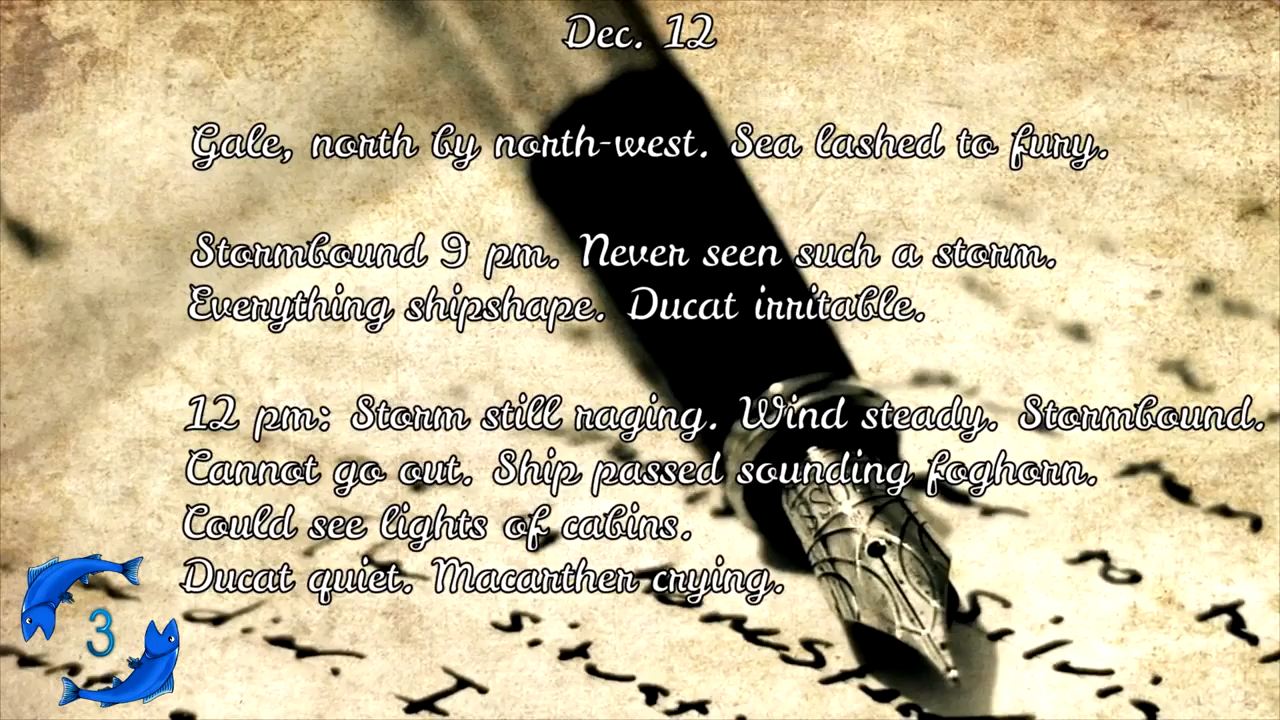 Dec. 12
Gale, north by north-west. Sea lashed to fury.
Stormbound 9 pm. Never seen such a storm.
Everything shipshape. Ducat irritable.
12 pm: Storm still raging. Wind steady. Stormbound.
Cannot go out. Ship passed sounding foghorn.
Could see lights of cabins.
Ducat quiet. Macarther crying.
3